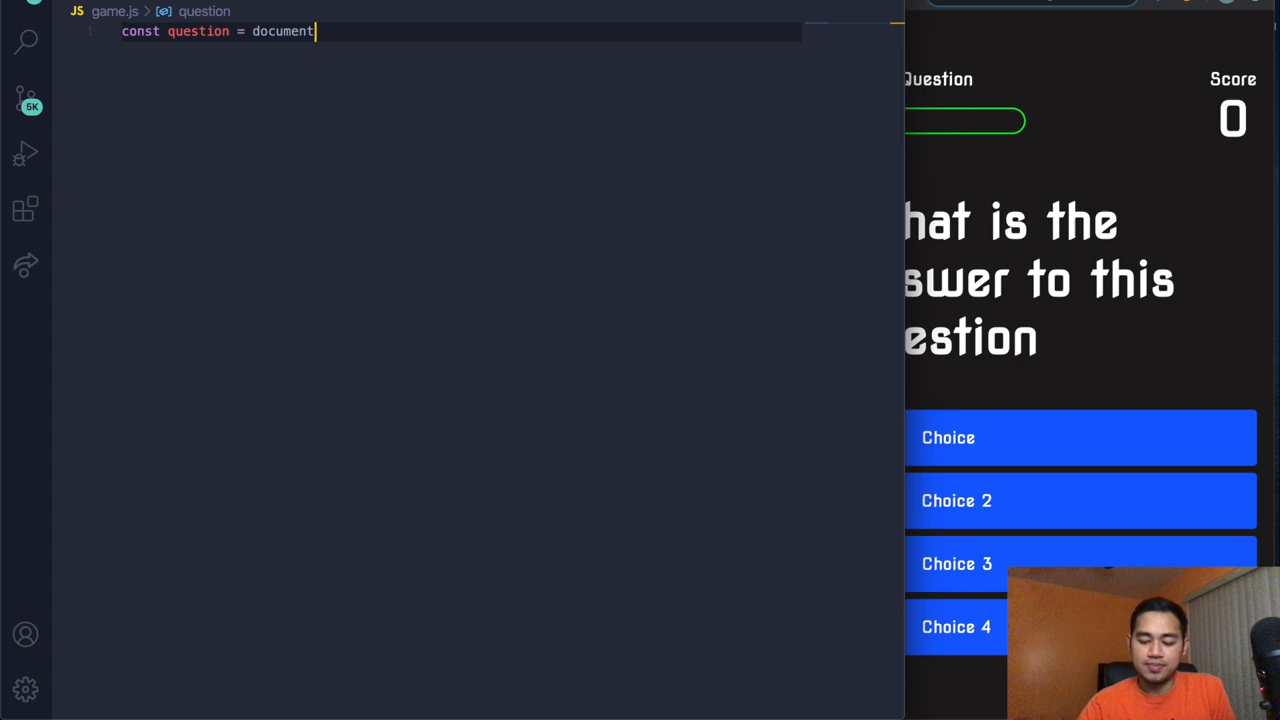 JS game.js > question
5K
1 const question = document
Question
Score
0
hat is the
swer to this
estion
Choice
Choice 2
Choice 3
Choice 4